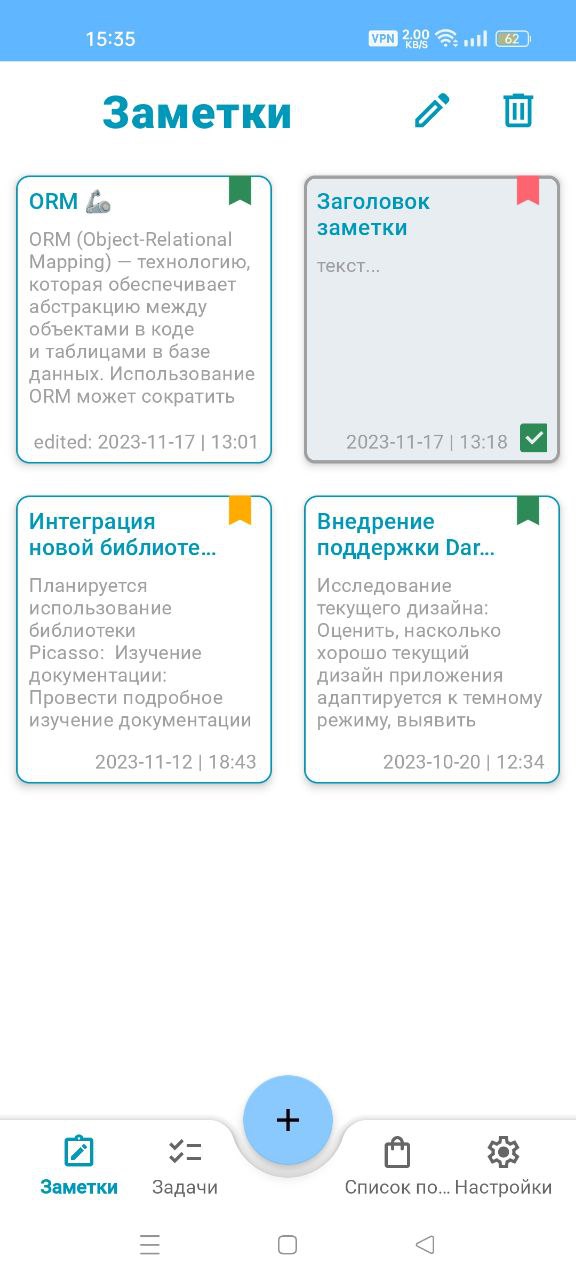 15:35
VPN 2.00 KB/S 62
Заметки
ORM 🦾
ORM (Object-Relational
Mapping) — технологию,
которая обеспечивает
абстракцию между
объектами в коде
и таблицами в базе
данных. Использование
ORM может сократить
edited: 2023-11-17 | 13:01
Заголовок
заметки
текст...
2023-11-17 | 13:18
Интеграция
новой библиоте...
Планируется
использование
библиотеки
Picasso: Изучение
документации:
Провести подробное
изучение документации
2023-11-12 | 18:43
Внедрение
поддержки Dar...
Исследование
текущего дизайна:
Оценить, насколько
хорошо текущий
дизайн приложения
адаптируется к темному
режиму, выявить
2023-10-20 | 12:34
Заметки
Задачи
Список по...
Настройки